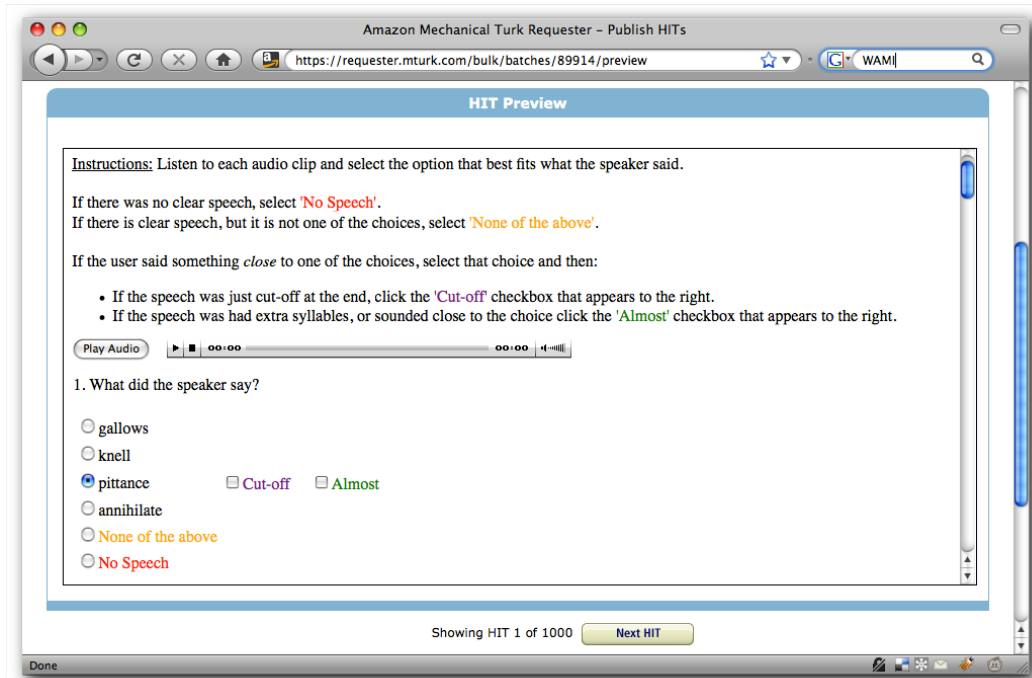 Amazon Mechanical Turk Requester – Publish HITs
https://requester.mturk.com/bulk/batches/89914/preview
G WAMI
HIT Preview
Instructions: Listen to each audio clip and select the option that best fits what the speaker said.
If there was no clear speech, select 'No Speech'.
If there is clear speech, but it is not one of the choices, select 'None of the above'.
If the user said something close to one of the choices, select that choice and then:
• If the speech was just cut-off at the end, click the 'Cut-off' checkbox that appears to the right.
• If the speech was had extra syllables, or sounded close to the choice click the 'Almost' checkbox that appears to the right.
Play Audio 00:00 00:00
1. What did the speaker say?
gallows
knell
pittance Cut-off Almost
annihilate
None of the above
No Speech
Showing HIT 1 of 1000 Next HIT
Done